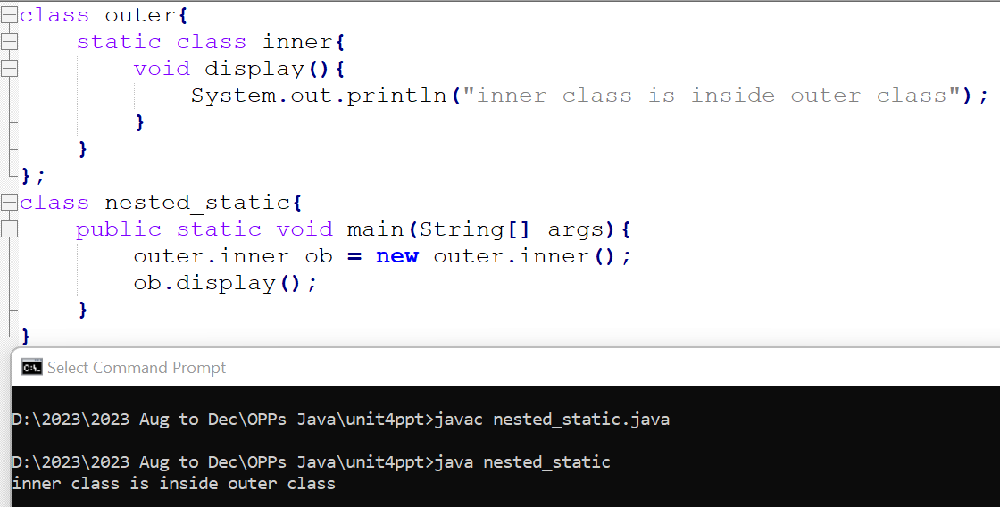 class outer{
static class inner{
void display(){
System.out.println("inner class is inside outer class");
}
}
};
class nested_static{
public static void main(String[] args){
outer.inner ob = new outer.inner();
ob.display();
}
}
C:\. Select Command Prompt
D:\2023\2023 Aug to Dec\OPPs Java\unit4ppt>javac nested_static.java
D:\2023\2023 Aug to Dec\OPPs Java\unit4ppt>java nested_static
inner class is inside outer class